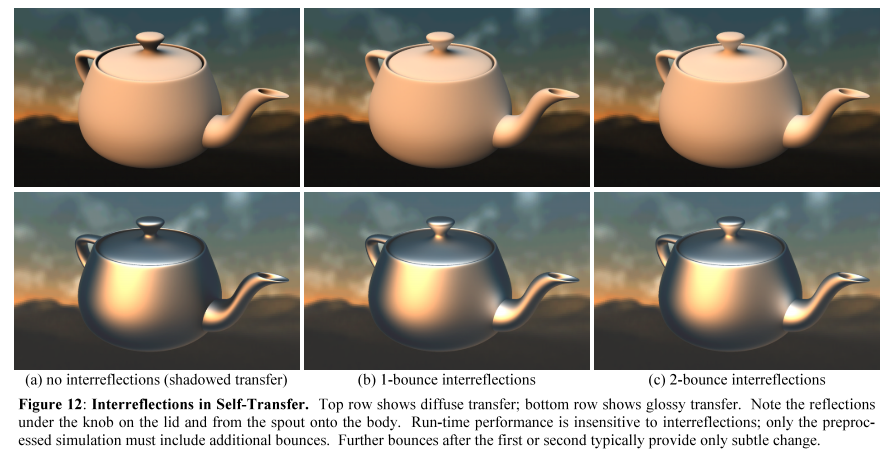 (a) no interreflections (shadowed transfer)
(b) 1-bounce interreflections
(c) 2-bounce interreflections
Figure 12: Interreflections in Self-Transfer. Top row shows diffuse transfer; bottom row shows glossy transfer. Note the reflections
under the knob on the lid and from the spout onto the body. Run-time performance is insensitive to interreflections; only the preproc-
essed simulation must include additional bounces. Further bounces after the first or second typically provide only subtle change.